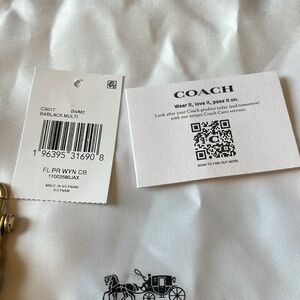 CS017 B4/M2
B4/BLACK MULTI
1 96395 31690 8
FL PR WYN CB
MADE IN VIETNAM
VIETNAM
COACH
Wear it, love it, pass it on.
Look after your Coach product today (and tomorrow)
with our unique Coach Care services.
SCAN TO FIND OUT MORE